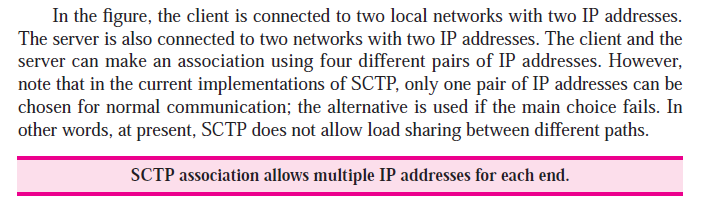 In the figure, the client is connected to two local networks with two IP addresses.
The server is also connected to two networks with two IP addresses. The client and the
server can make an association using four different pairs of IP addresses. However,
note that in the current implementations of SCTP, only one pair of IP addresses can be
chosen for normal communication; the alternative is used if the main choice fails. In
other words, at present, SCTP does not allow load sharing between different paths.
SCTP association allows multiple IP addresses for each end.